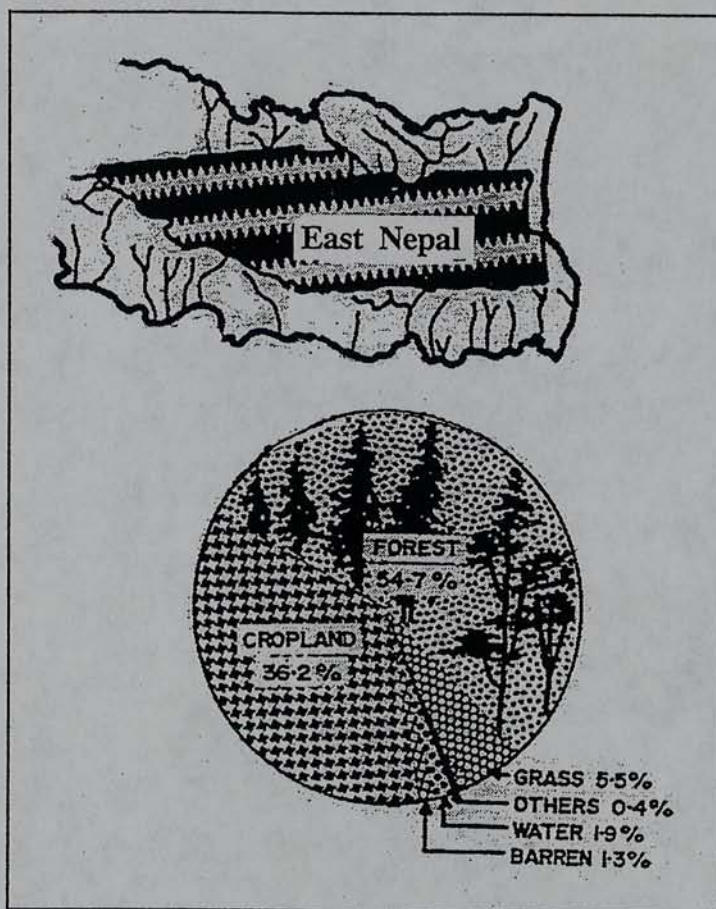 East Nepal
FOREST
54·7%
CROPLAND
36·2%
GRASS 5·5%
OTHERS 0·4%
WATER 1·9%
BARREN 1·3%